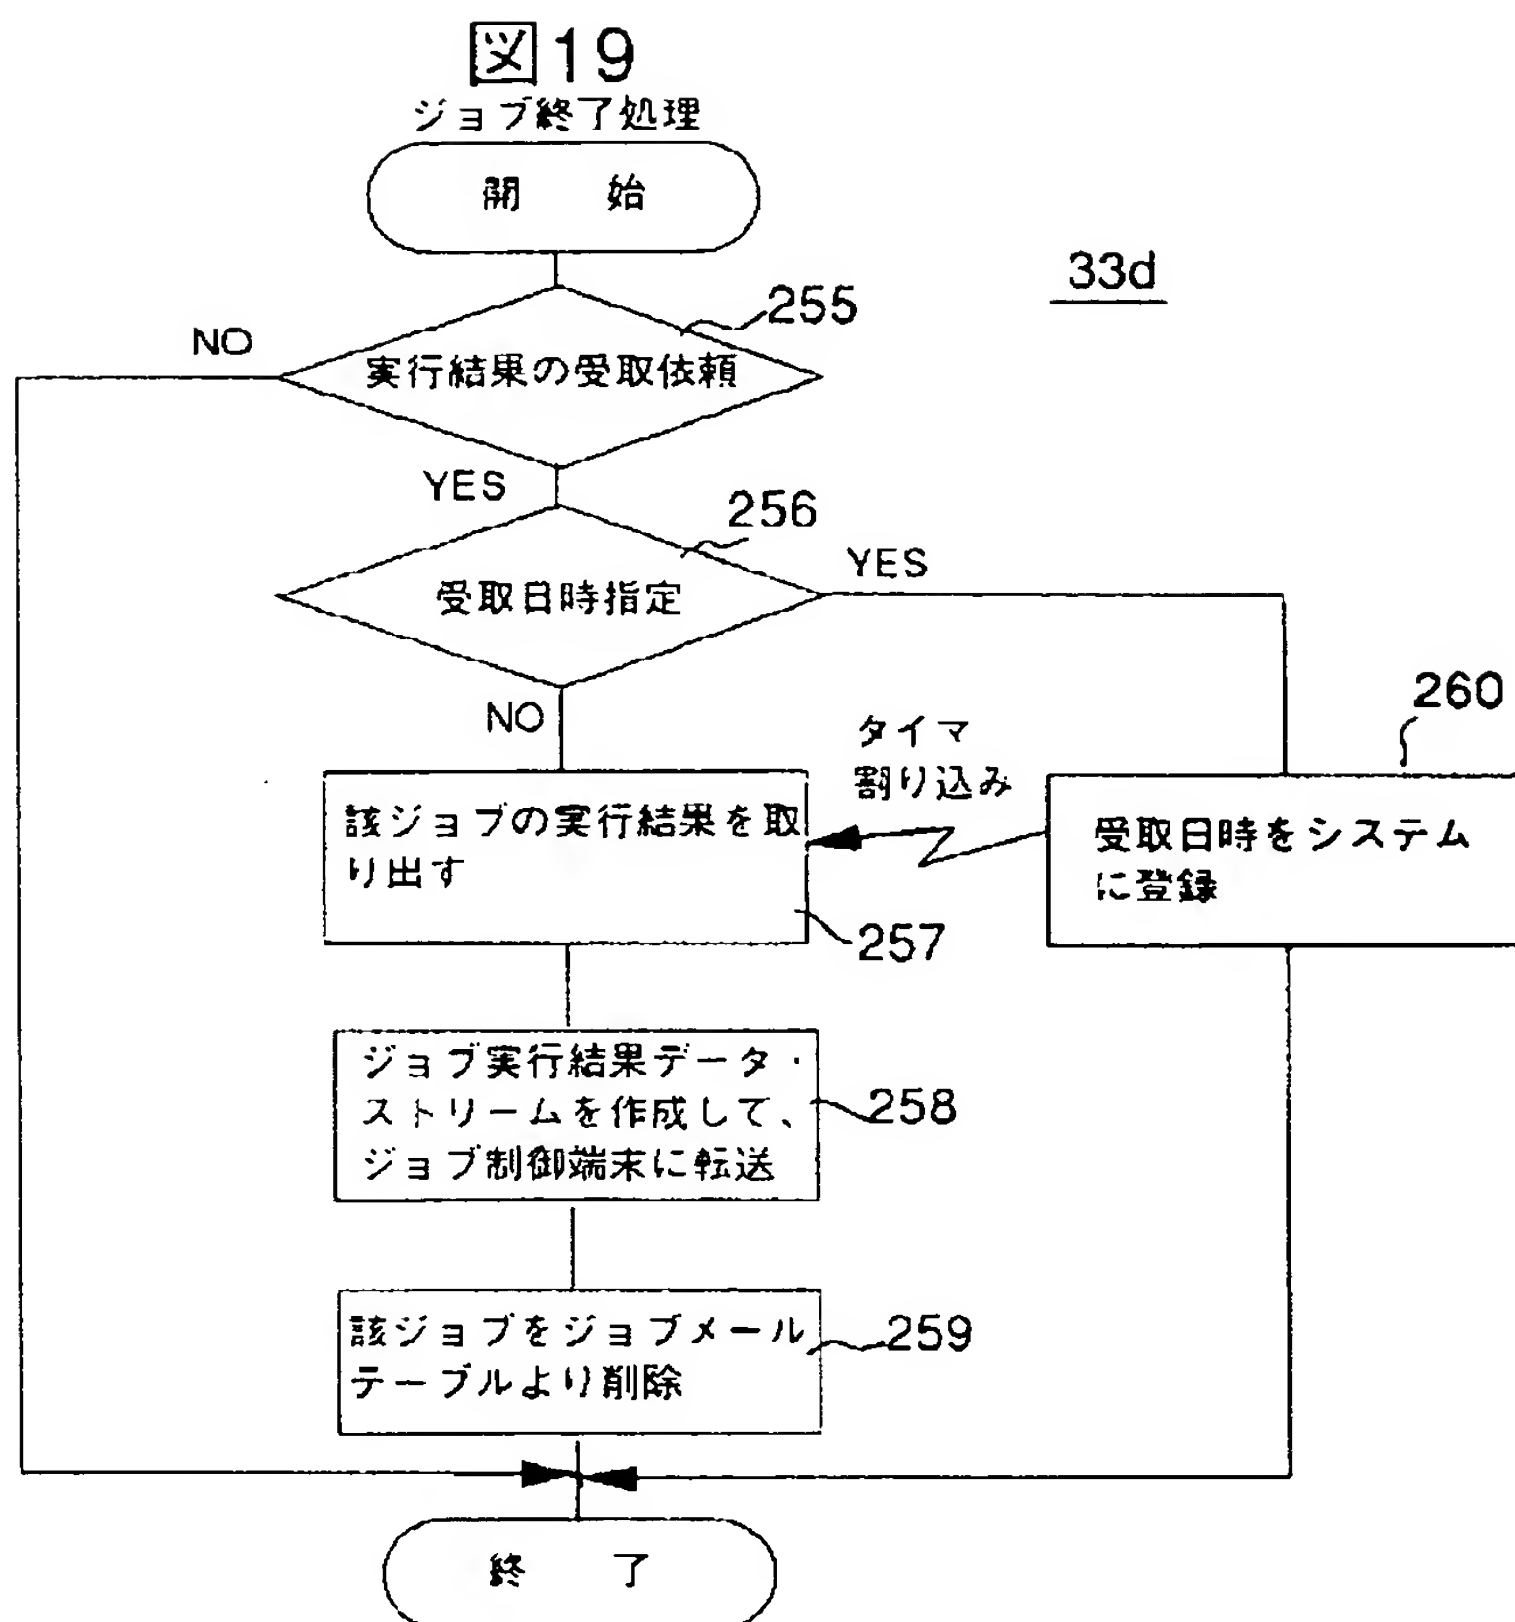 図19
ジョブ終了処理
開 始
33d
255
NO
実行結果の受取依頼
YES
256
受取日時指定
YES
NO
260
タイマ
割り込み
該ジョブの実行結果を取
り出す
257
受取日時をシステム
に登録
ジョブ実行結果データ・
ストリームを作成して、
ジョブ制御端末に転送
258
該ジョブをジョブメール
テーブルより削除
259
終 了